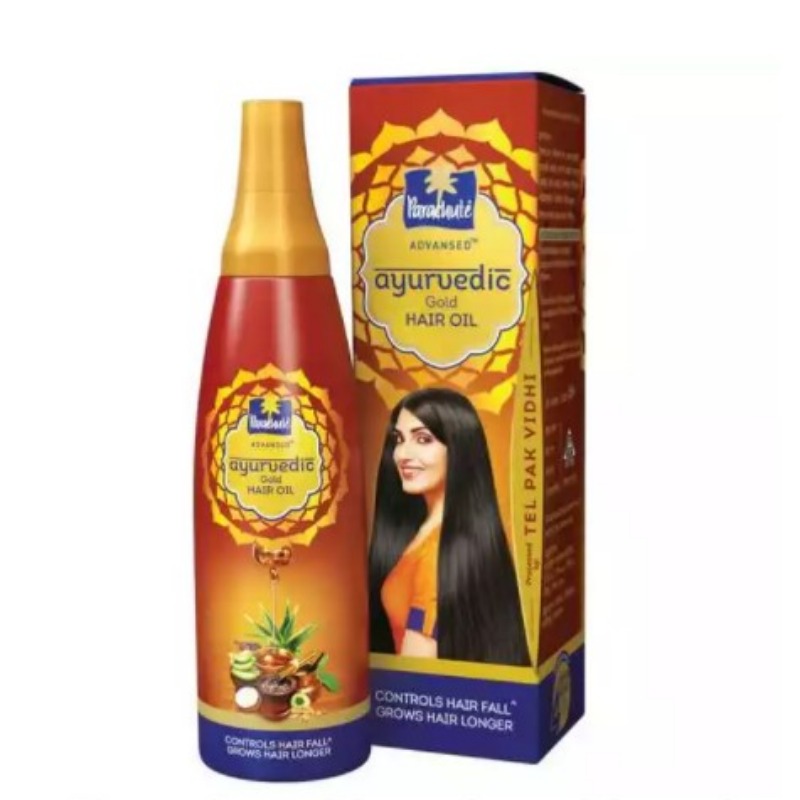 Parachute
ADVANSED™
ayurvedic
Gold
HAIR OIL
CONTROLS HAIR FALL^
GROWS HAIR LONGER
Parachute
ADVANSED™
ayurvedic
Gold
HAIR OIL
CONTROLS HAIR FALL^
GROWS HAIR LONGER
Processed by
TEL PAK VIDHI